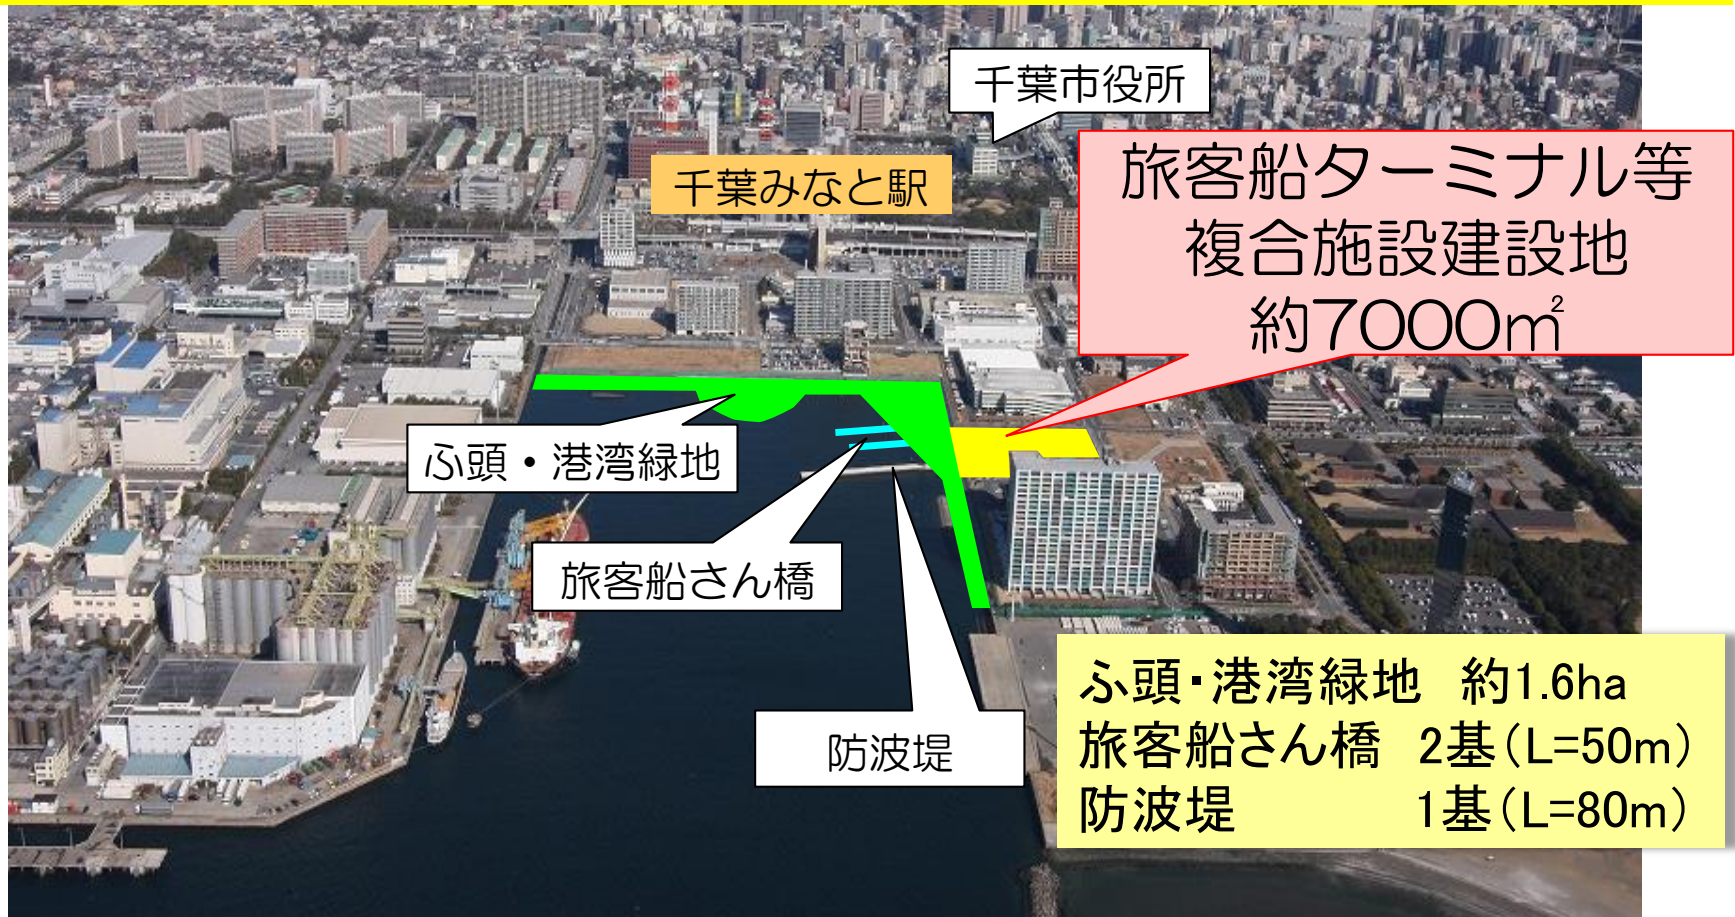 千葉市役所
千葉みなと駅
旅客船ターミナル等
複合施設建設地
約7000㎡
ふ頭・港湾緑地
旅客船さん橋
防波堤
ふ頭・港湾緑地　約1.6ha
旅客船さん橋　2基(L=50m)
防波堤　1基(L=80m)